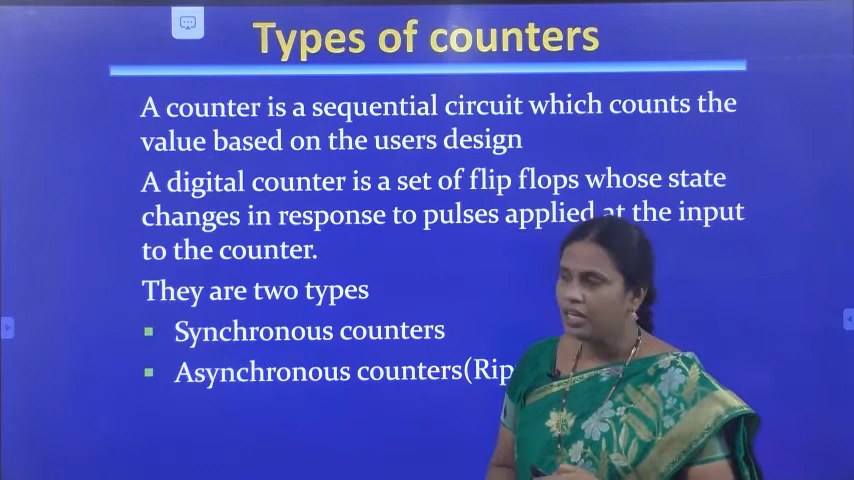 Types of counters
A counter is a sequential circuit which counts the
value based on the users design
A digital counter is a set of flip flops whose state
changes in response to pulses applied at the input
to the counter.
They are two types
Synchronous counters
Asynchronous counters(Rip